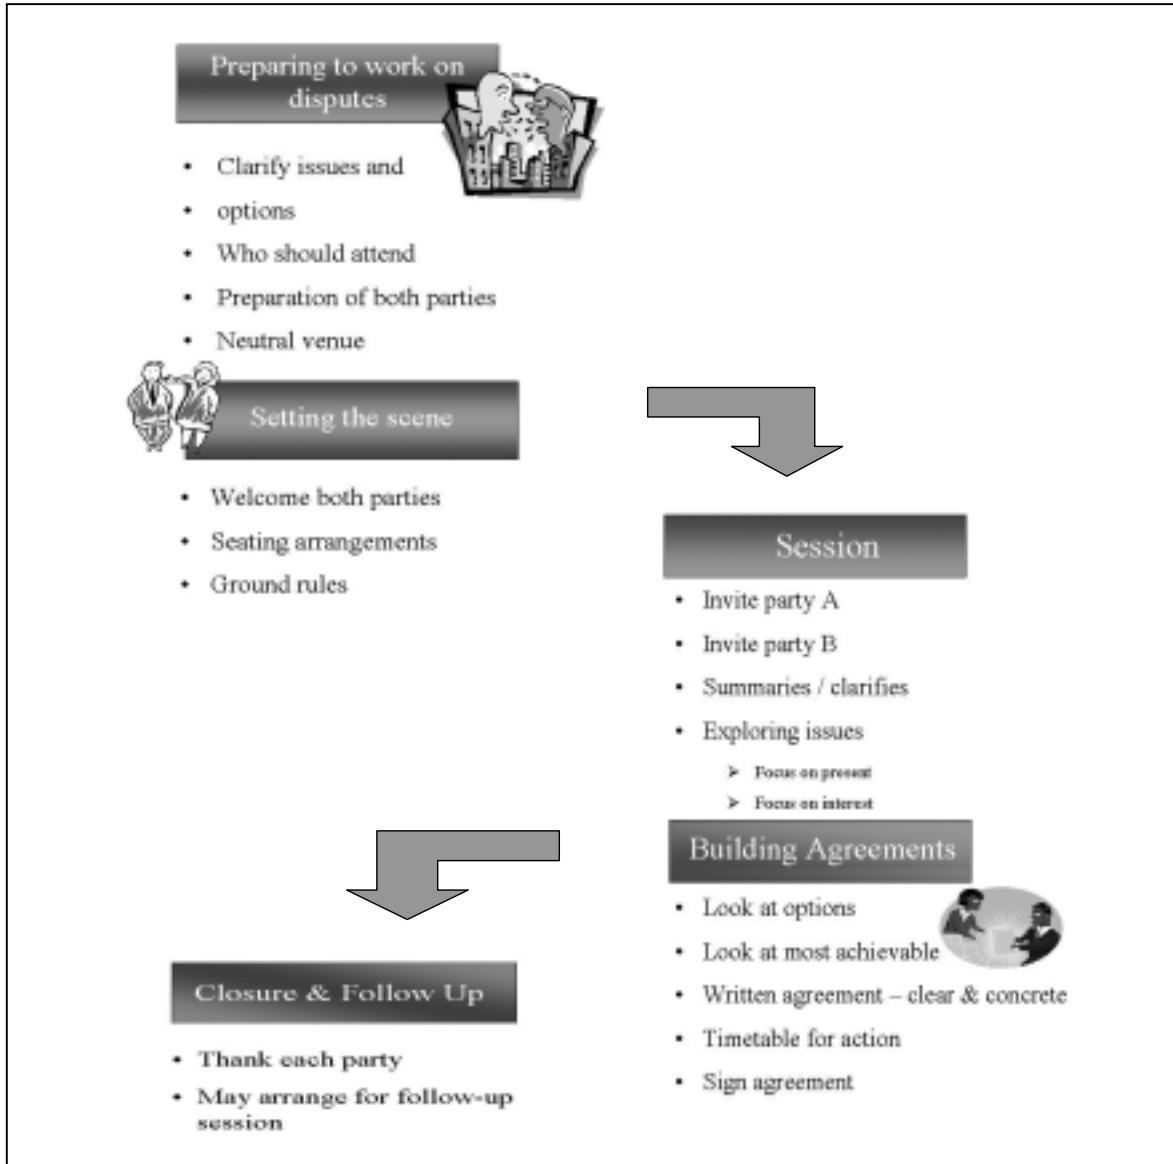 Preparing to work on
disputes
• Clarify issues and
• options
• Who should attend
• Preparation of both parties
• Neutral venue
Setting the scene
• Welcome both parties
• Seating arrangements
• Ground rules
Session
• Invite party A
• Invite party B
• Summaries / clarifies
• Exploring issues
➢ Focus on present
➢ Focus on interest
Building Agreements
• Look at options
• Look at most achievable
• Written agreement – clear & concrete
• Timetable for action
• Sign agreement
Closure & Follow Up
• Thank each party
• May arrange for follow-up
session